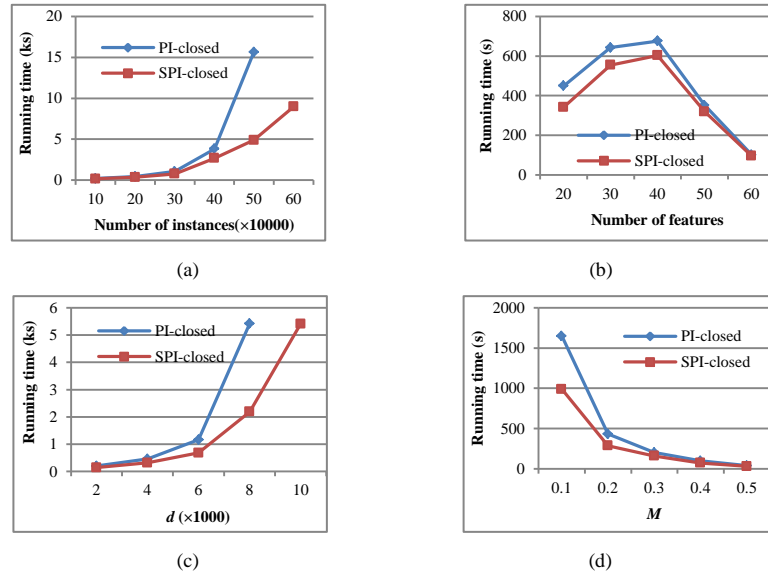 20
15
10
5
0
Running time (ks)
PI-closed
SPI-closed
10 20 30 40 50 60
Number of instances(×10000)
(a)
800
600
400
200
0
Running time (s)
PI-closed
SPI-closed
20 30 40 50 60
Number of features
(b)
6
5
4
3
2
1
0
Running time (ks)
PI-closed
SPI-closed
2 4 6 8 10
d (×1000)
(c)
2000
1500
1000
500
0
Running time (s)
PI-closed
SPI-closed
0.1 0.2 0.3 0.4 0.5
M
(d)